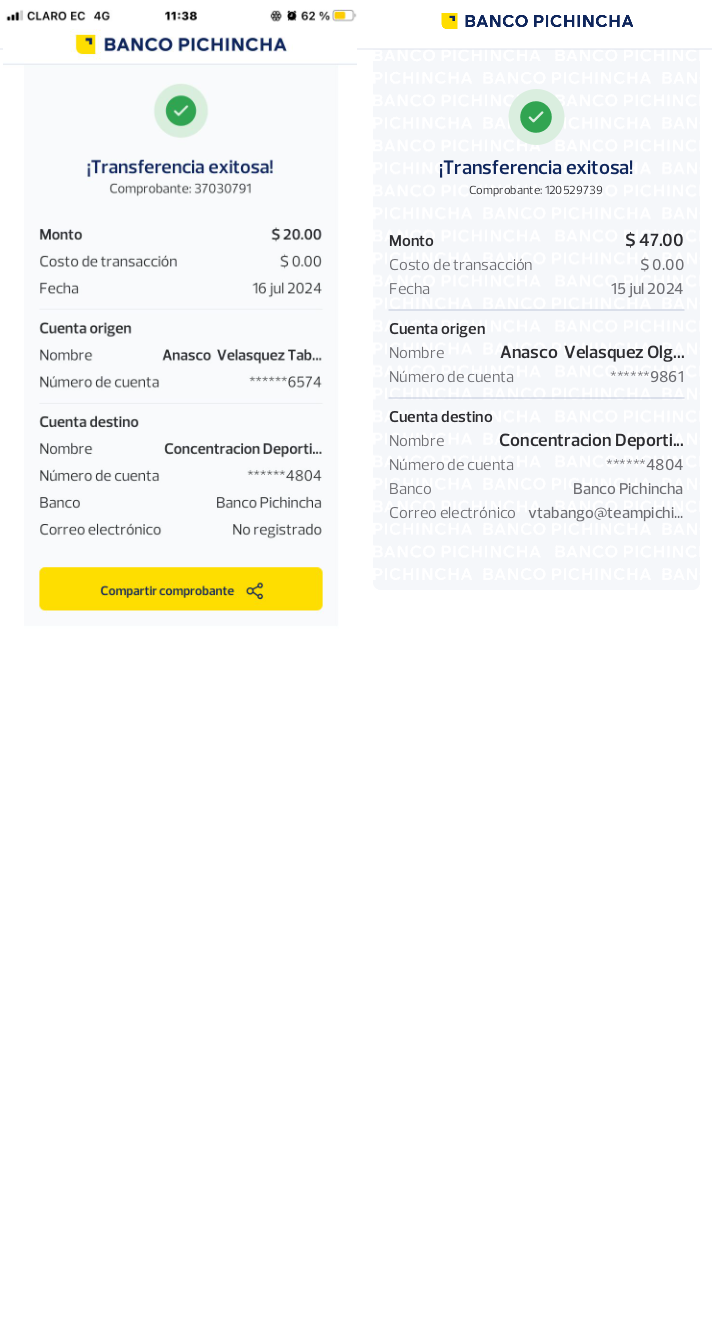 CLARO EC 4G 11:38 62 %
BANCO PICHINCHA
¡Transferencia exitosa!
Comprobante: 37030791
Monto $ 20.00
Costo de transacción $ 0.00
Fecha 16 jul 2024
Cuenta origen
Nombre Anasco Velasquez Tab...
Número de cuenta ******6574
Cuenta destino
Nombre Concentracion Deporti...
Número de cuenta ******4804
Banco Banco Pichincha
Correo electrónico No registrado
Compartir comprobante
BANCO PICHINCHA
¡Transferencia exitosa!
Comprobante: 120529739
Monto $ 47.00
Costo de transacción $ 0.00
Fecha 15 jul 2024
Cuenta origen
Nombre Anasco Velasquez Olg...
Número de cuenta ******9861
Cuenta destino
Nombre Concentracion Deporti...
Número de cuenta ******4804
Banco Banco Pichincha
Correo electrónico vtabango@teampichi...